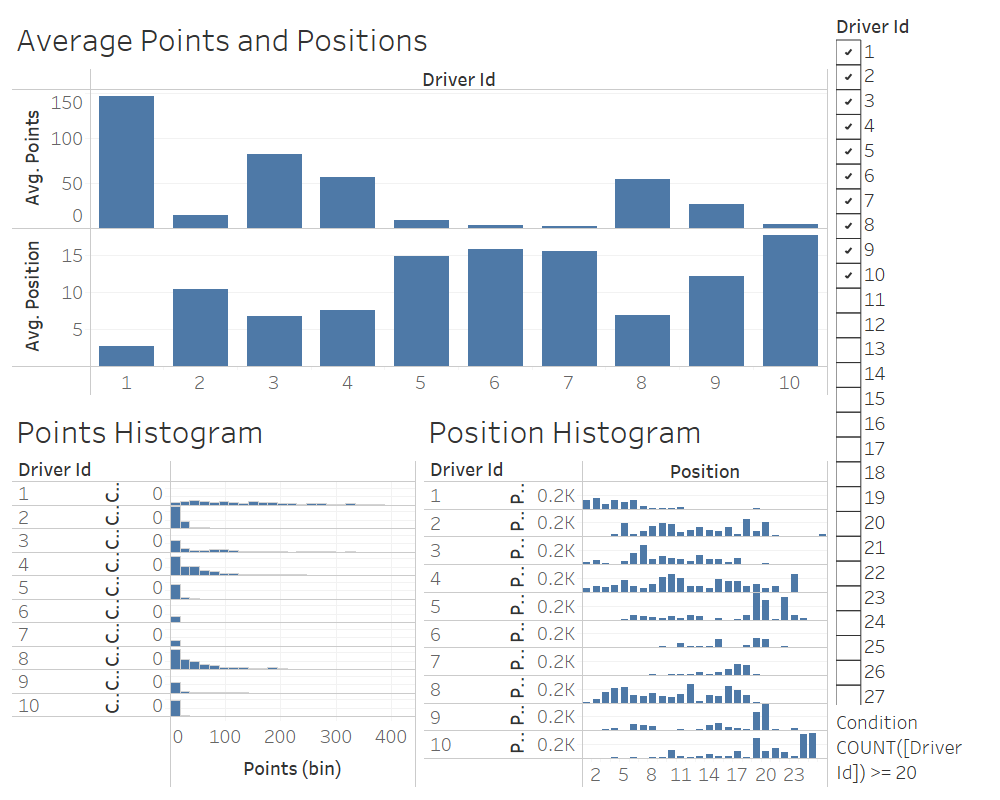 Average Points and Positions
Driver Id
Avg. Points
150
100
50
0
Avg. Position
15
10
5
1 2 3 4 5 6 7 8 9 10
Points Histogram
Driver Id
1 C.. 0
2 C.. 0
3 C.. 0
4 C.. 0
5 C.. 0
6 C.. 0
7 C.. 0
8 C.. 0
9 C.. 0
10 C.. 0
0 100 200 300 400
Points (bin)
Position Histogram
Driver Id Position
1 P.. 0.2K
2 P.. 0.2K
3 P.. 0.2K
4 P.. 0.2K
5 P.. 0.2K
6 P.. 0.2K
7 P.. 0.2K
8 P.. 0.2K
9 P.. 0.2K
10 P.. 0.2K
2 5 8 11 14 17 20 23
Driver Id
1
2
3
4
5
6
7
8
9
10
11
12
13
14
15
16
17
18
19
20
21
22
23
24
25
26
27
Condition
COUNT([Driver
Id]) >= 20